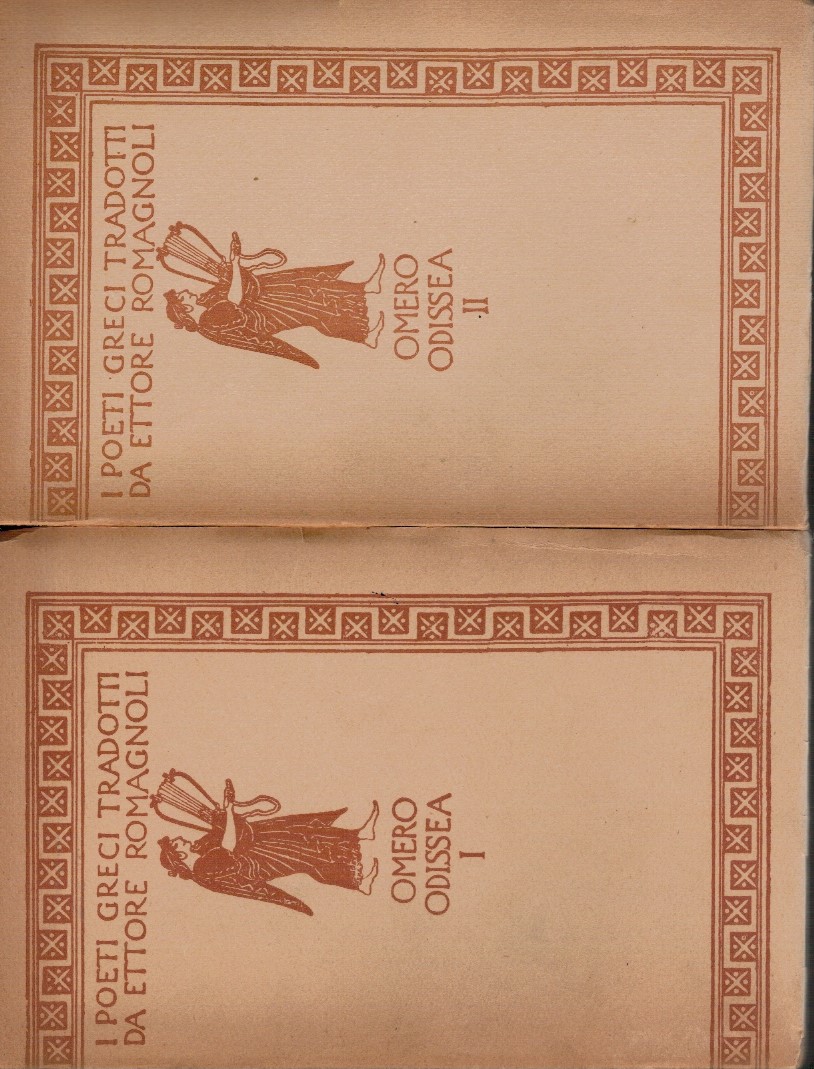 I POETI GRECI TRADOTTI
DA ETTORE ROMAGNOLI
OMERO
ODISSEA
II
I POETI GRECI TRADOTTI
DA ETTORE ROMAGNOLI
OMERO
ODISSEA
I